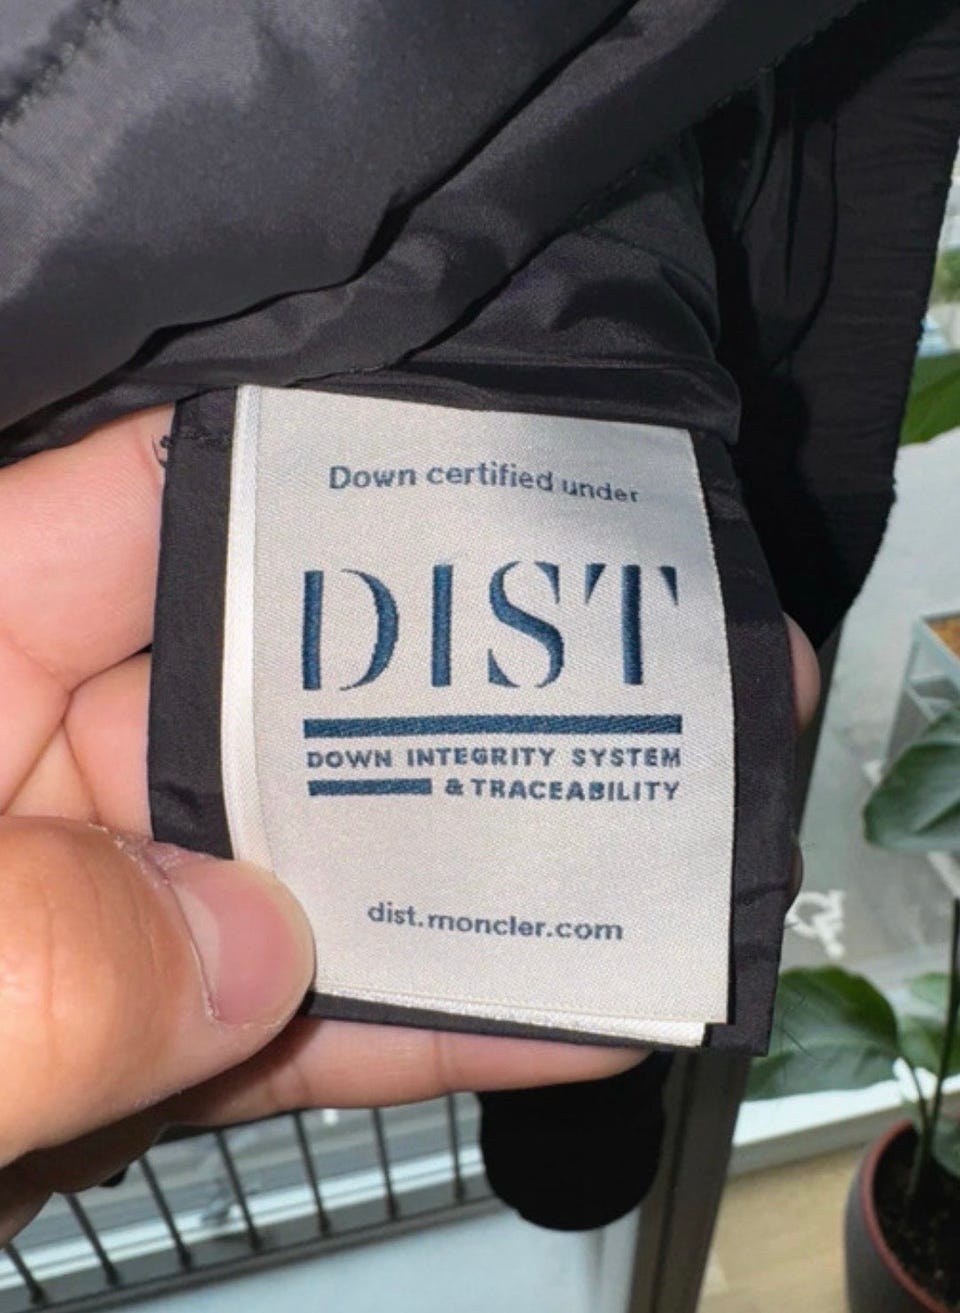 Down certified under
DIST
DOWN INTEGRITY SYSTEM
& TRACEABILITY
dist.moncler.com